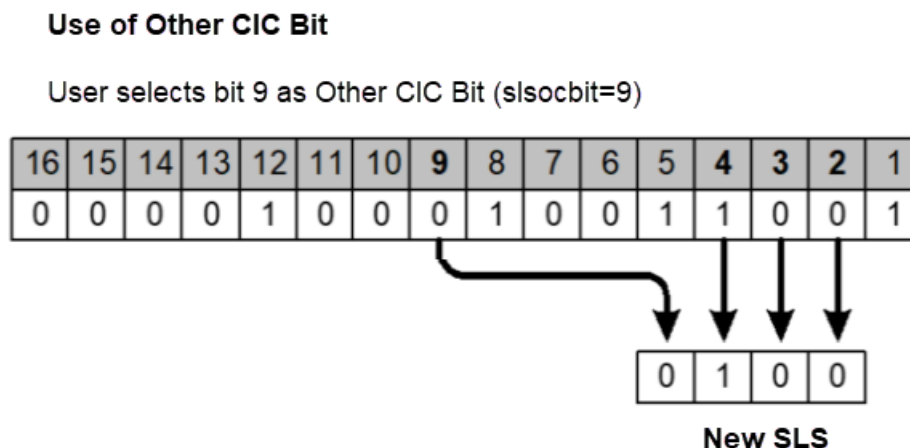 Use of Other CIC Bit
User selects bit 9 as Other CIC Bit (slsocbit=9)
16 15 14 13 12 11 10 9 8 7 6 5 4 3 2 1
0 0 0 0 1 0 0 0 1 0 0 1 1 0 0 1
0 1 0 0
New SLS